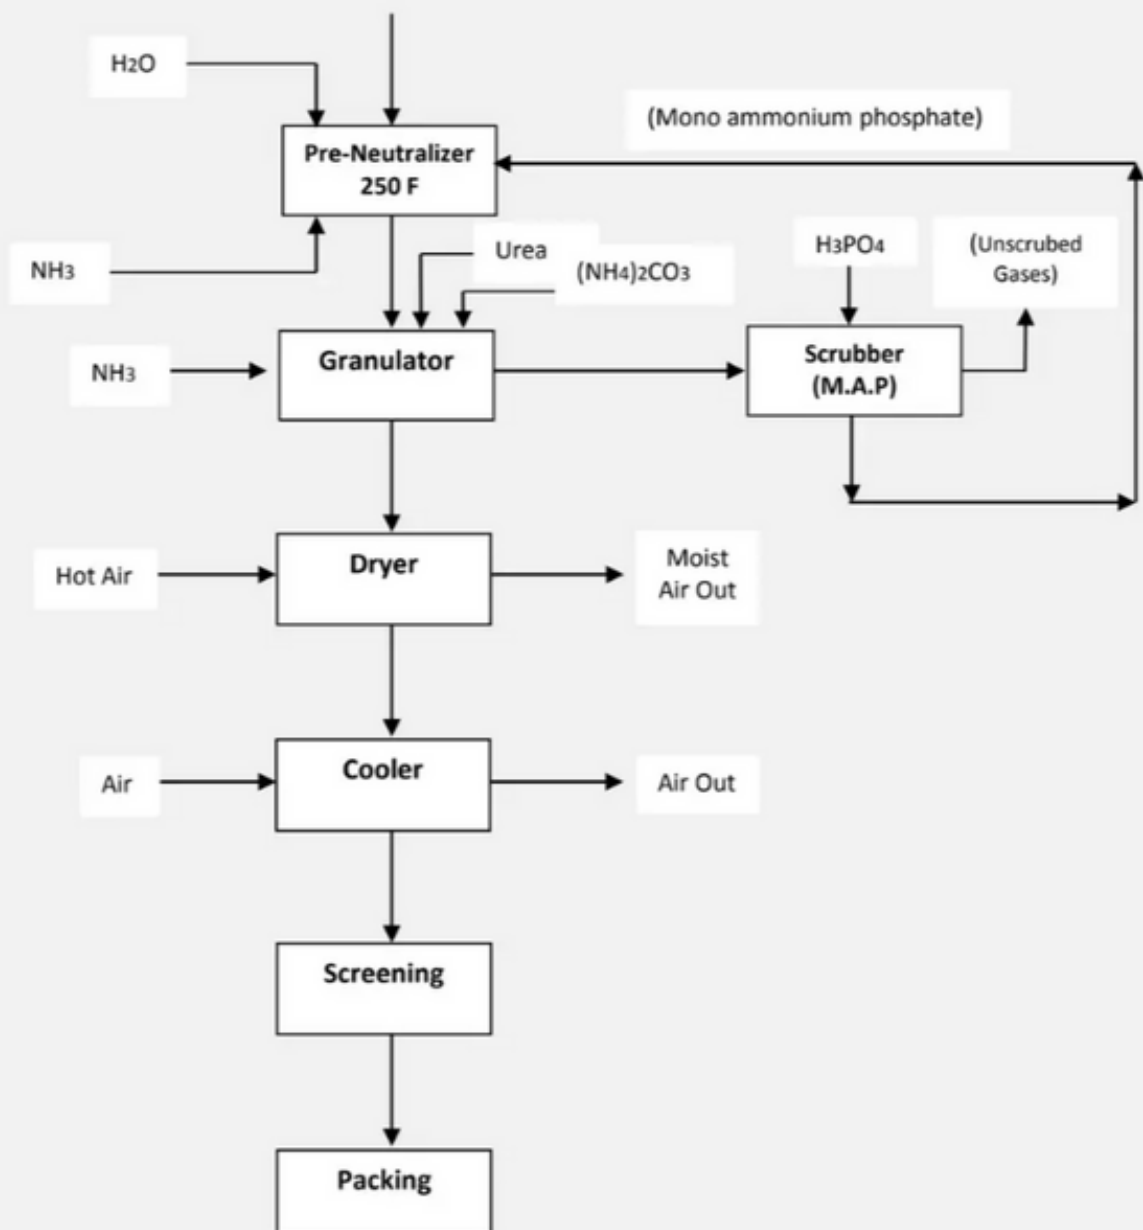 H2O
(Mono ammonium phosphate)
Pre-Neutralizer
250 F
NH3
Urea
(NH4)2CO3
H3PO4
(Unscrubed
Gases)
NH3
Granulator
Scrubber
(M.A.P)
Hot Air
Dryer
Moist
Air Out
Air
Cooler
Air Out
Screening
Packing